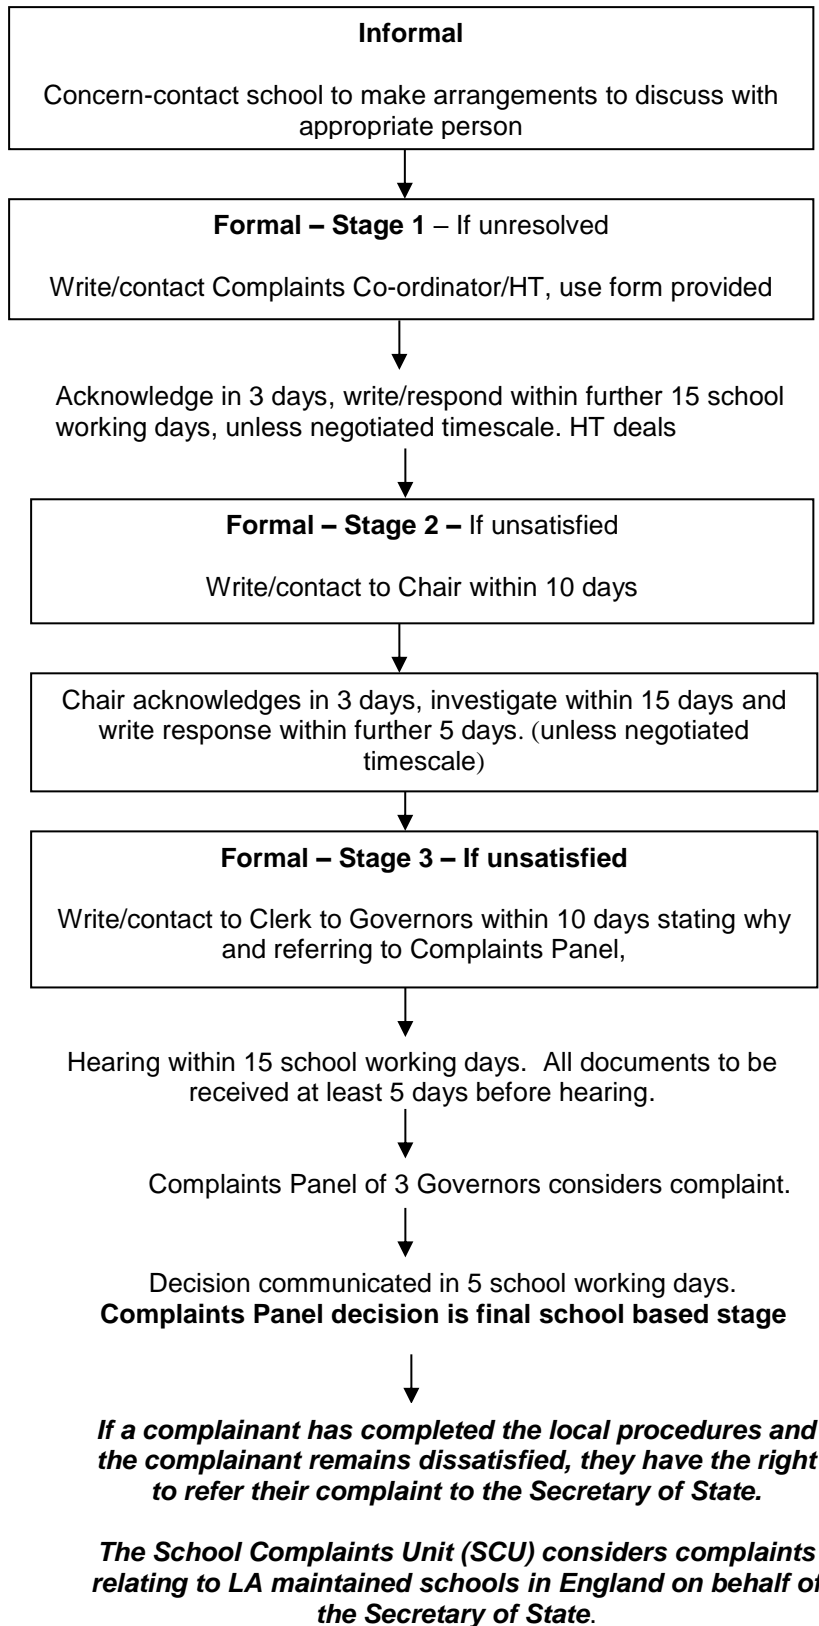 Informal
Concern-contact school to make arrangements to discuss with
appropriate person
Formal – Stage 1 – If unresolved
Write/contact Complaints Co-ordinator/HT, use form provided
Acknowledge in 3 days, write/respond within further 15 school
working days, unless negotiated timescale. HT deals
Formal – Stage 2 – If unsatisfied
Write/contact to Chair within 10 days
Chair acknowledges in 3 days, investigate within 15 days and
write response within further 5 days. (unless negotiated
timescale)
Formal – Stage 3 – If unsatisfied
Write/contact to Clerk to Governors within 10 days stating why
and referring to Complaints Panel,
Hearing within 15 school working days.  All documents to be
received at least 5 days before hearing.
Complaints Panel of 3 Governors considers complaint.
Decision communicated in 5 school working days.
Complaints Panel decision is final school based stage
If a complainant has completed the local procedures and
the complainant remains dissatisfied, they have the right
to refer their complaint to the Secretary of State.
The School Complaints Unit (SCU) considers complaints
relating to LA maintained schools in England on behalf of
the Secretary of State.